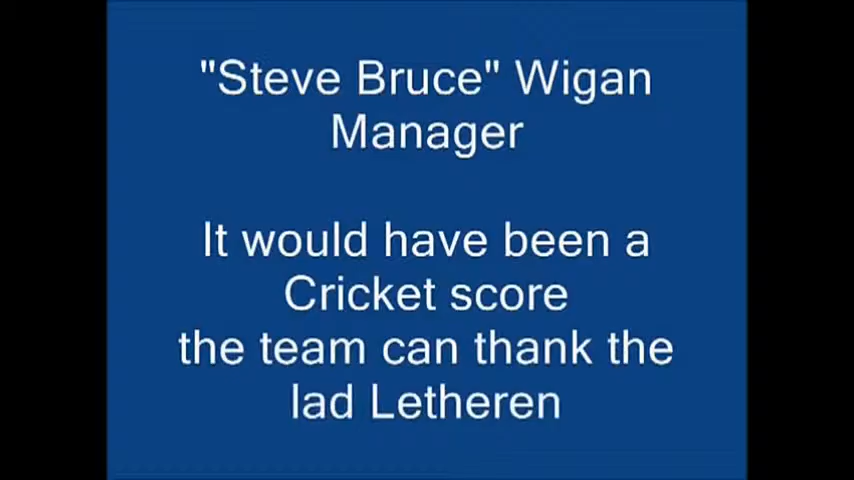 "Steve Bruce" Wigan
Manager
It would have been a
Cricket score
the team can thank the
lad Letheren